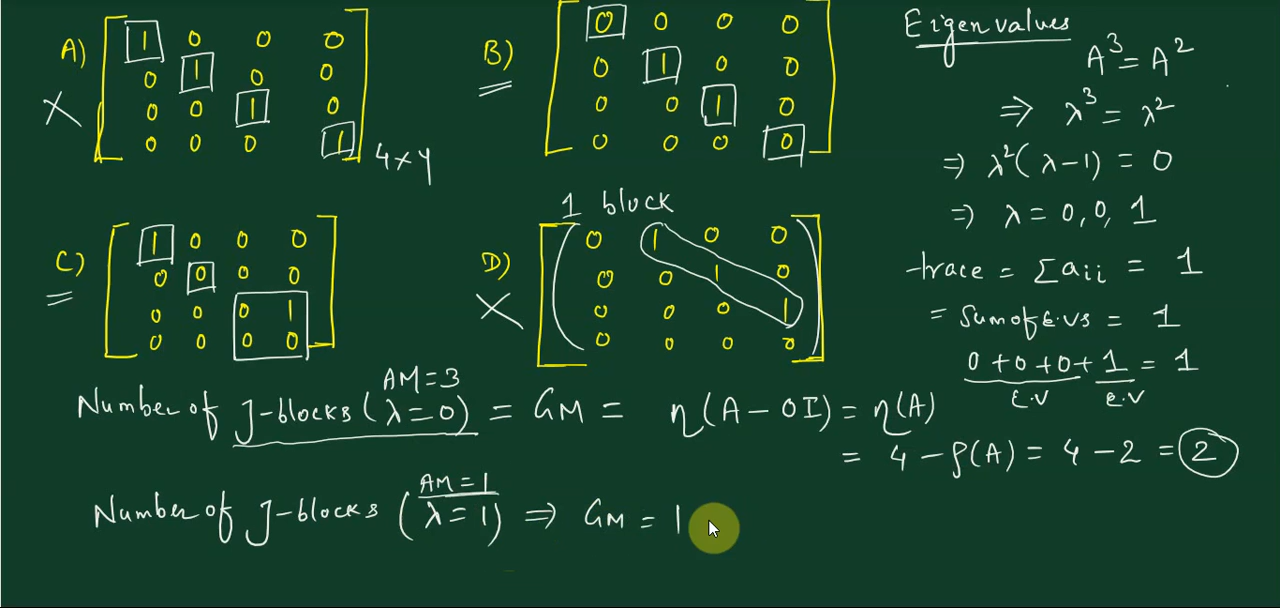 A) [ 1 0 0 0
0 1 0 0
0 0 1 0
0 0 0 1 ] 4×4
B) [ 0 0 0 0
0 1 0 0
0 0 1 0
0 0 0 0 ]
C) [ 1 0 0 0
0 0 0 0
0 0 0 1
0 0 0 0 ]
1 block
D) [ 0 1 0 0
0 0 1 0
0 0 0 1
0 0 0 0 ]
Eigen values
A³ = A²
⇒ λ³ = λ²
⇒ λ²(λ-1) = 0
⇒ λ = 0, 0, 1
trace = Σaii = 1
= Sum of E.vs = 1
0 + 0 + 0 + 1 = 1
E.V e.v
AM = 3
Number of J-blocks (λ = 0) = GM = η(A - 0I) = η(A)
= 4 - ρ(A) = 4 - 2 = 2
AM = 1
Number of J-blocks (λ = 1) ⇒ GM = 1